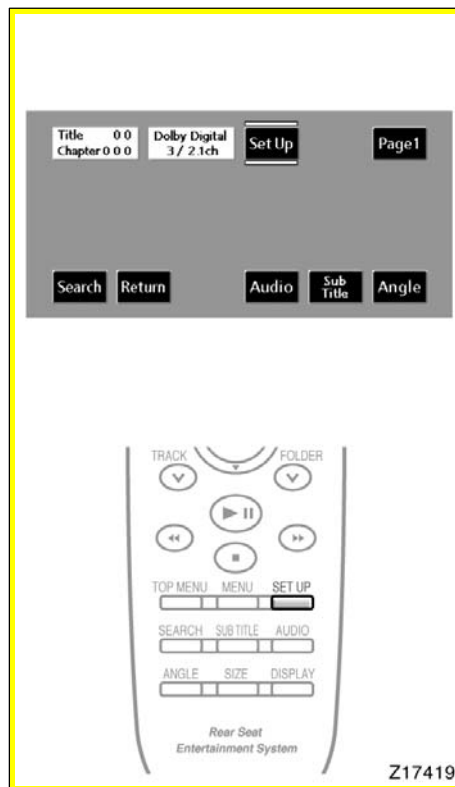 Title 0 0
Chapter 0 0 0
Dolby Digital
3 / 2.1ch
Set Up
Page1
Search
Return
Audio
Sub
Title
Angle
TRACK
FOLDER
TOP MENU MENU SET UP
SEARCH SUB TITLE AUDIO
ANGLE SIZE DISPLAY
Rear Seat
Entertainment System
Z17419